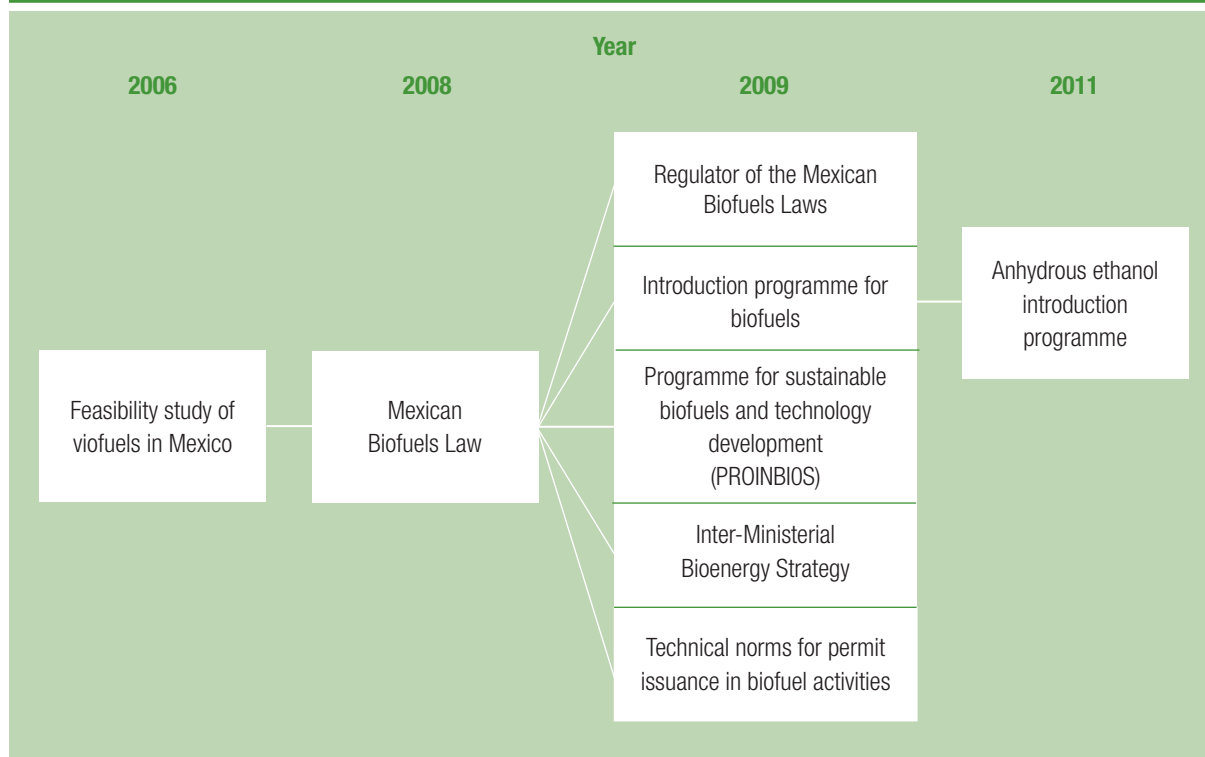 Year
2006
2008
2009
2011
Feasibility study of
viofuels in Mexico
Mexican
Biofuels Law
Regulator of the Mexican
Biofuels Laws
Introduction programme for
biofuels
Programme for sustainable
biofuels and technology
development
(PROINBIOS)
Inter-Ministerial
Bioenergy Strategy
Technical norms for permit
issuance in biofuel activities
Anhydrous ethanol
introduction
programme